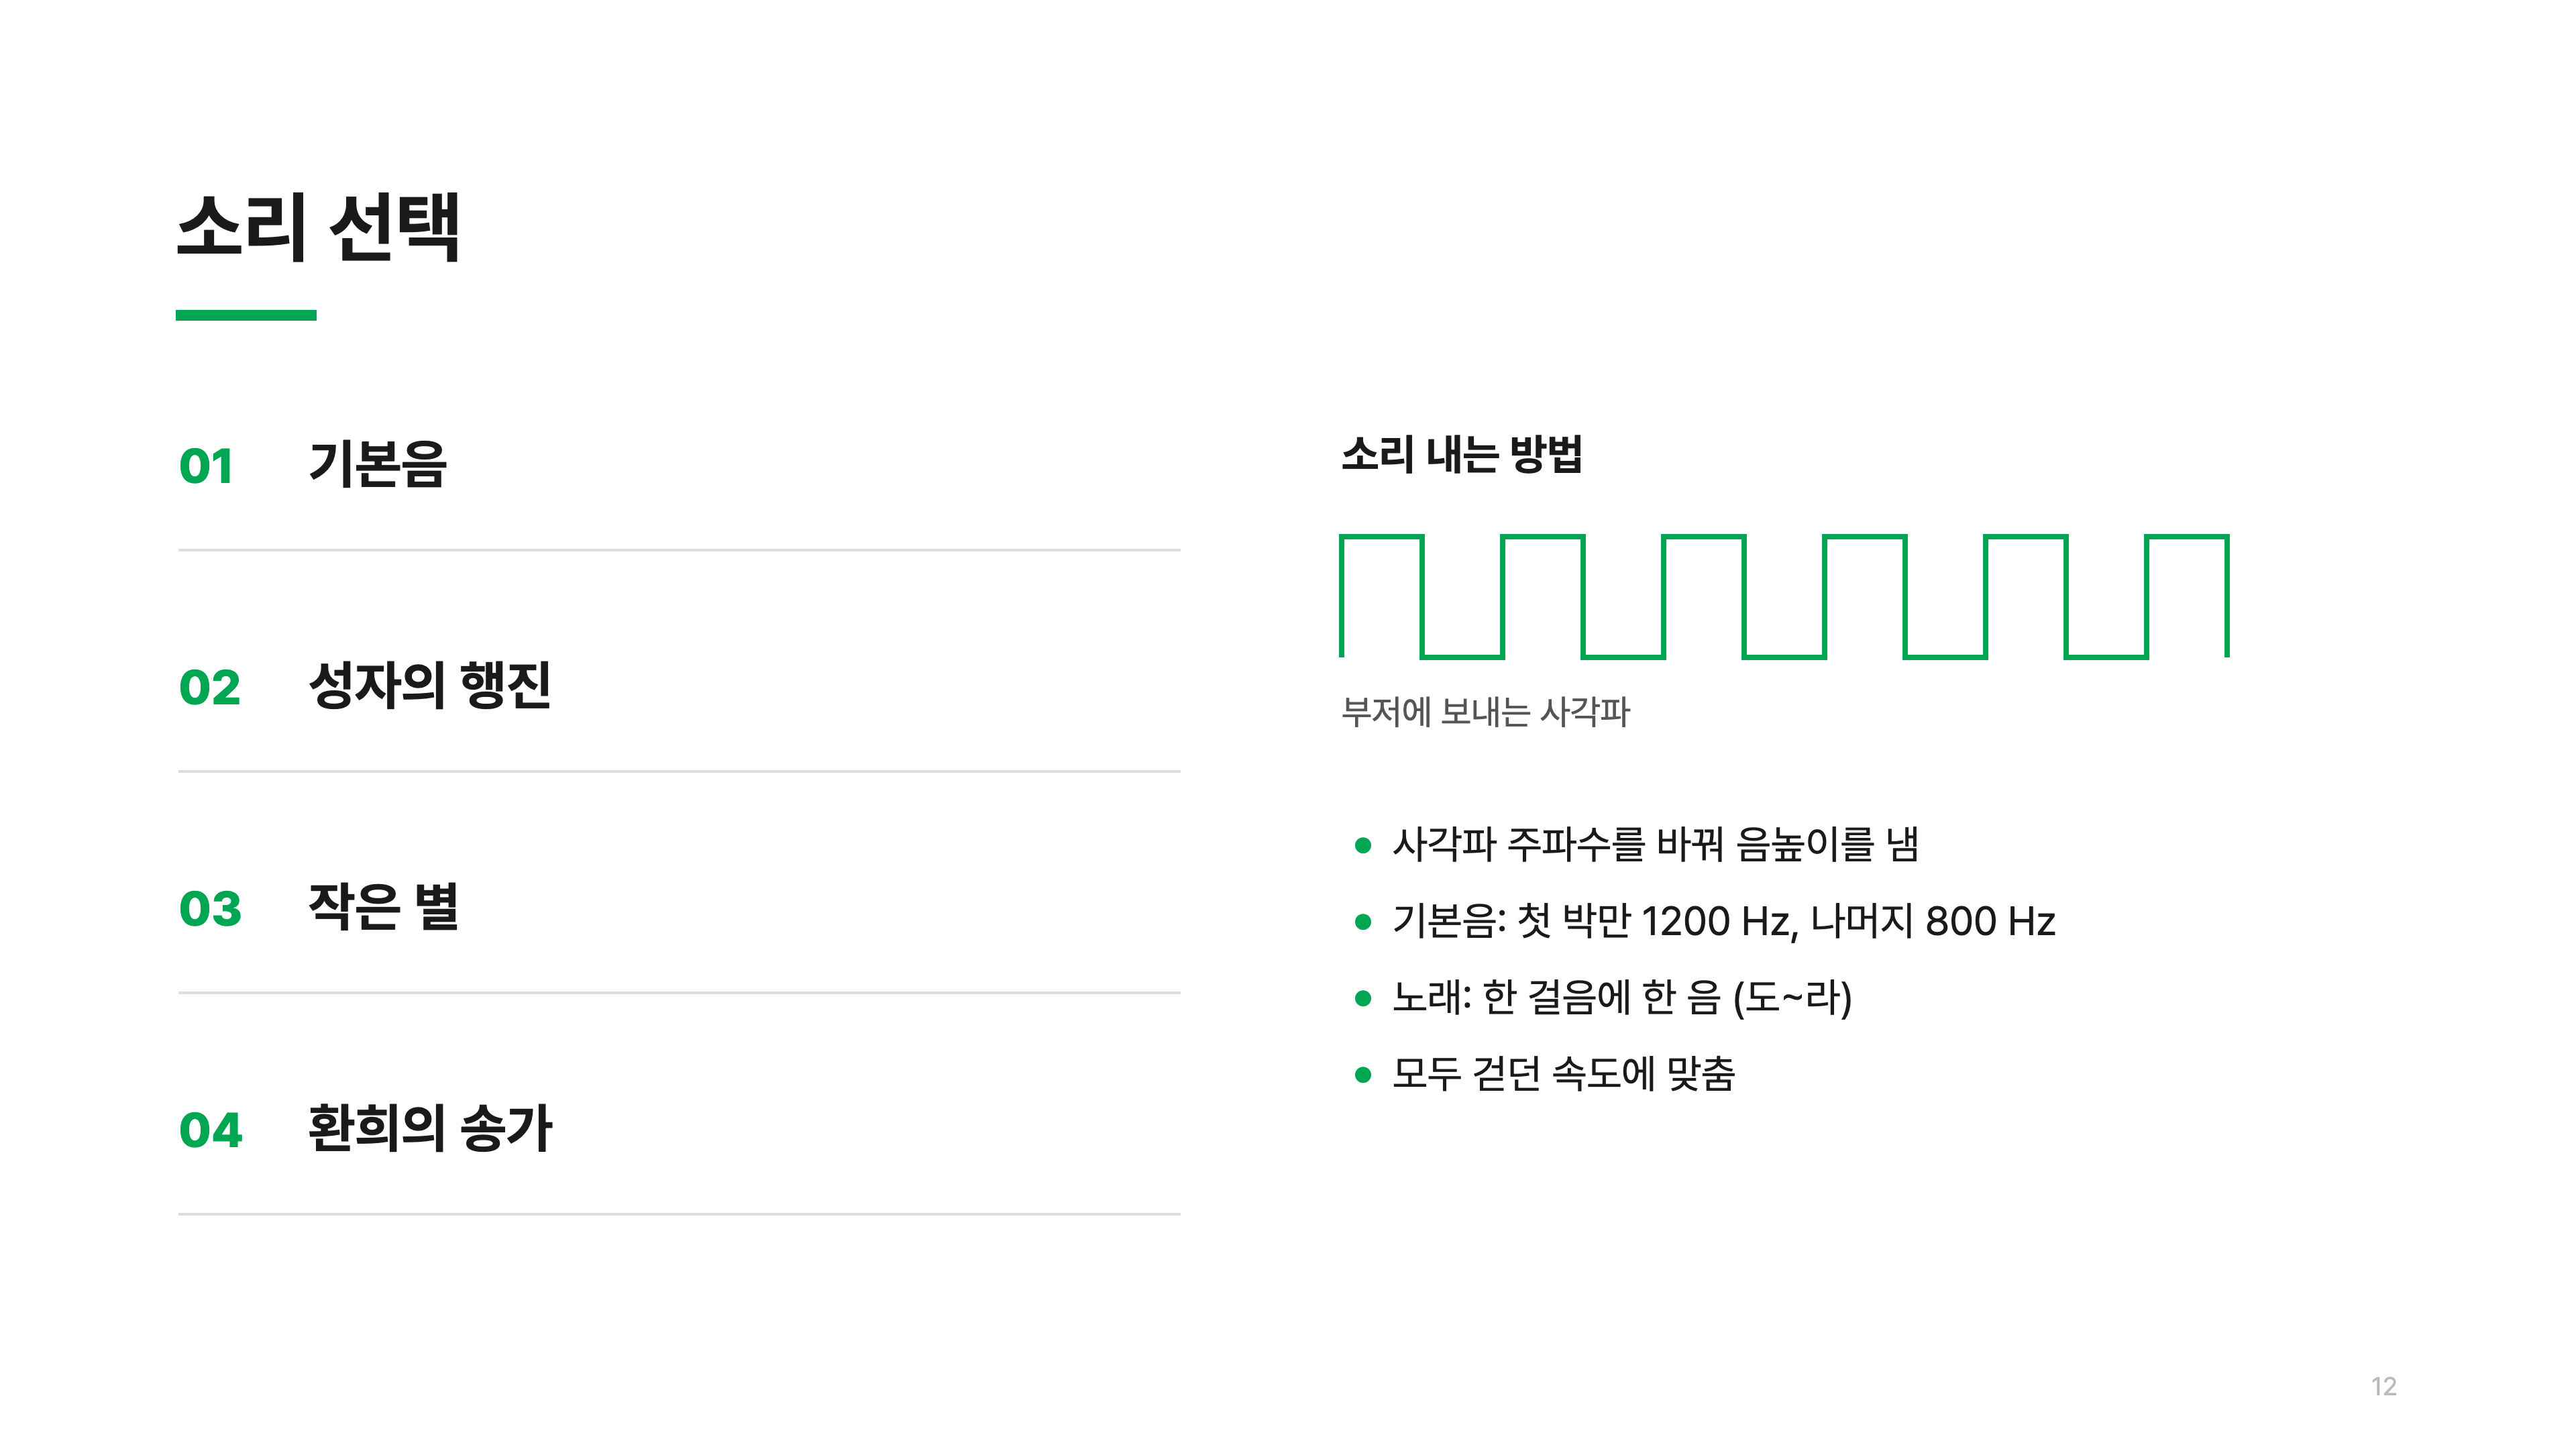 소리 선택
01 기본음
02 성자의 행진
03 작은 별
04 환희의 송가
소리 내는 방법
부저에 보내는 사각파
사각파 주파수를 바꿔 음높이를 냄
기본음: 첫 박만 1200 Hz, 나머지 800 Hz
노래: 한 걸음에 한 음 (도~라)
모두 걷던 속도에 맞춤
12